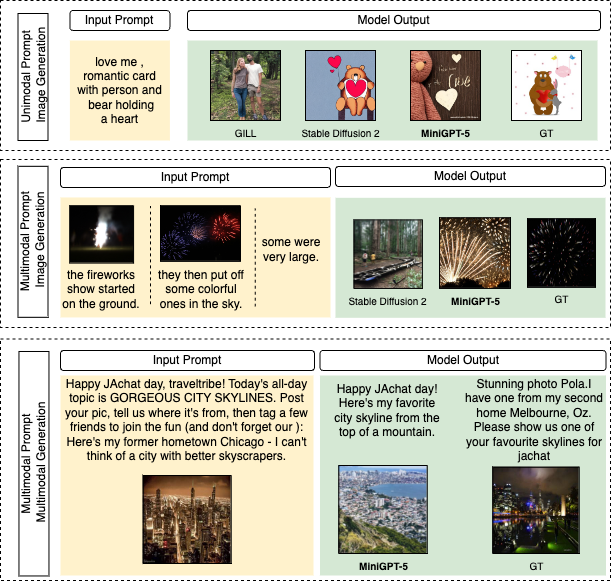 Input Prompt
Model Output
Unimodal Prompt
Image Generation
love me ,
romantic card
with person and
bear holding
a heart
GILL
Stable Diffusion 2
MiniGPT-5
GT
Input Prompt
Model Output
Multimodal Prompt
Image Generation
the fireworks
show started
on the ground.
they then put off
some colorful
ones in the sky.
some were
very large.
Stable Diffusion 2
MiniGPT-5
GT
Input Prompt
Model Output
Multimodal Prompt
Multimodal Generation
Happy JAchat day, traveltribe! Today's all-day
topic is GORGEOUS CITY SKYLINES. Post
your pic, tell us where it's from, then tag a few
friends to join the fun (and don't forget our ):
Here's my former hometown Chicago - I can't
think of a city with better skyscrapers.
Happy JAchat day!
Here's my favorite
city skyline from the
top of a mountain.
MiniGPT-5
Stunning photo Pola.I
have one from my second
home Melbourne, Oz.
Please show us one of
your favourite skylines for
jachat
GT